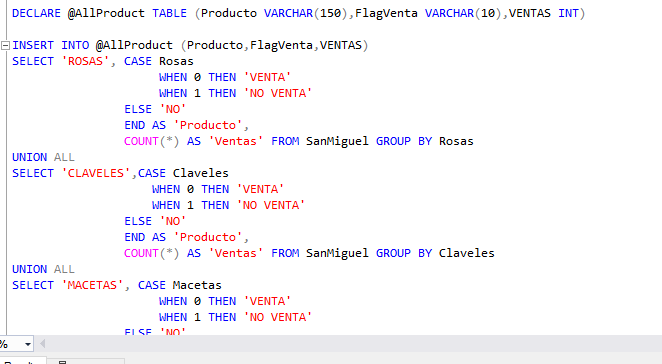 DECLARE @AllProduct TABLE (Producto VARCHAR(150),FlagVenta VARCHAR(10),VENTAS INT)
INSERT INTO @AllProduct (Producto,FlagVenta,VENTAS)
SELECT 'ROSAS', CASE Rosas
WHEN 0 THEN 'VENTA'
WHEN 1 THEN 'NO VENTA'
ELSE 'NO'
END AS 'Producto',
COUNT(*) AS 'Ventas' FROM SanMiguel GROUP BY Rosas
UNION ALL
SELECT 'CLAVELES',CASE Claveles
WHEN 0 THEN 'VENTA'
WHEN 1 THEN 'NO VENTA'
ELSE 'NO'
END AS 'Producto',
COUNT(*) AS 'Ventas' FROM SanMiguel GROUP BY Claveles
UNION ALL
SELECT 'MACETAS', CASE Macetas
WHEN 0 THEN 'VENTA'
WHEN 1 THEN 'NO VENTA'
ELSE 'NO'
%